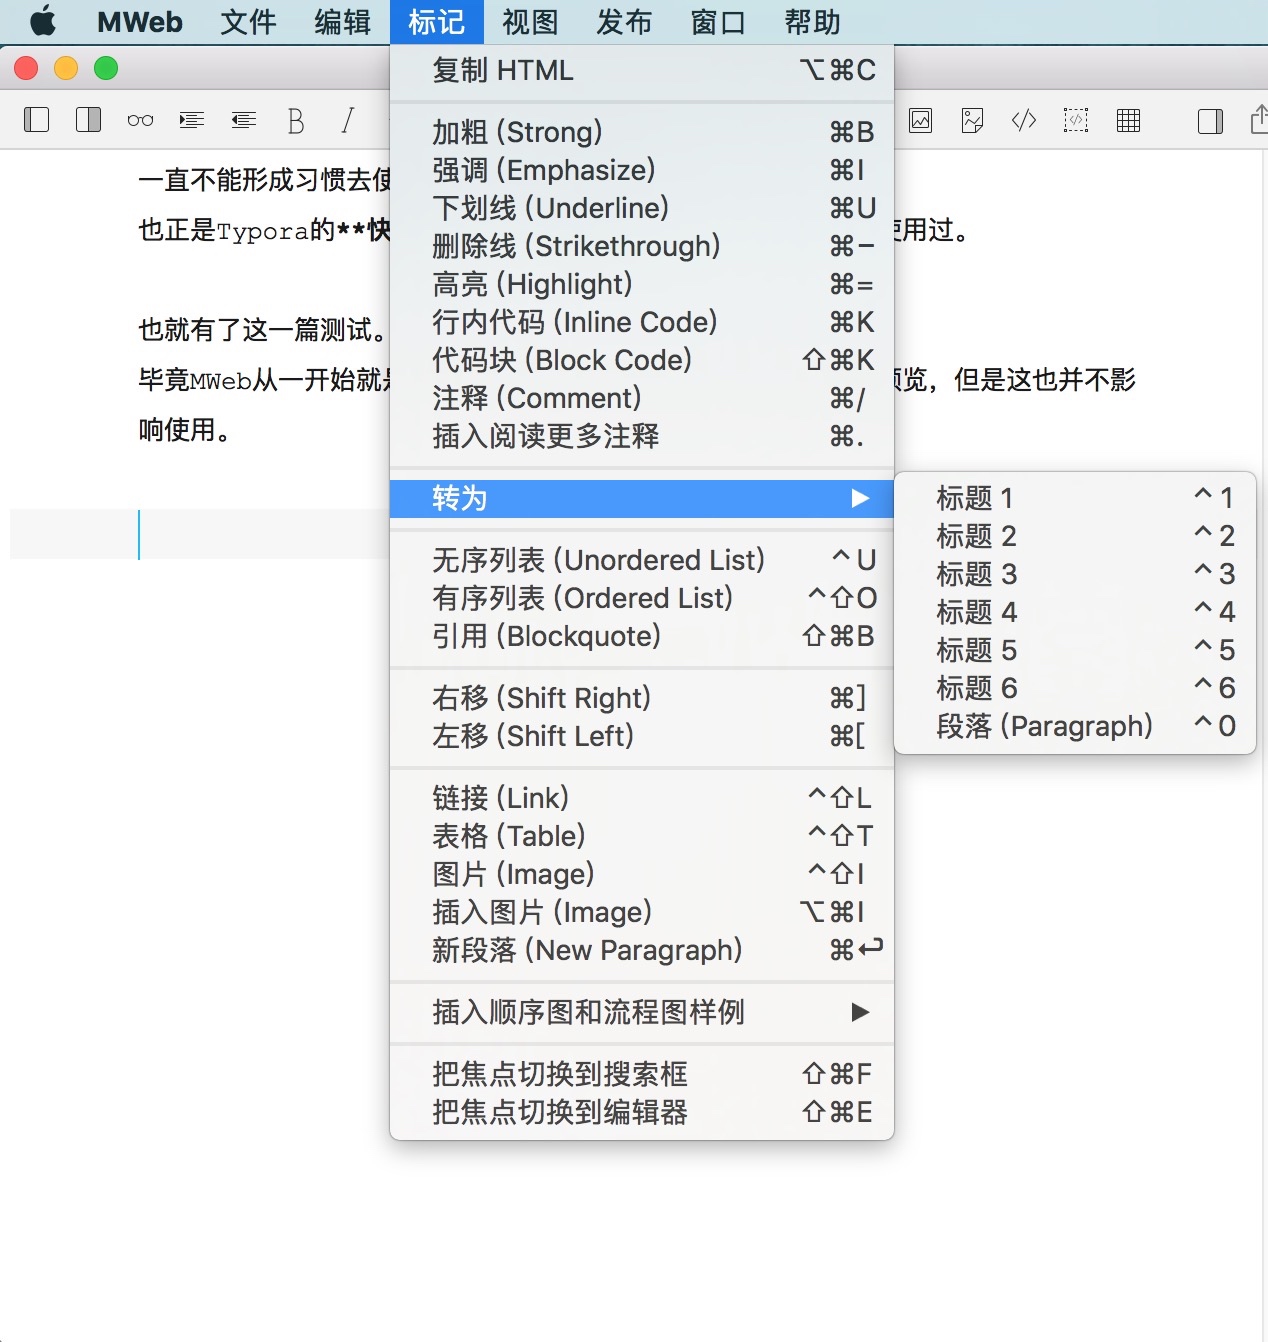 MWeb 文件 编辑 标记 视图 发布 窗口 帮助
一直不能形成习惯去使
也正是Typora的**快 使用过。
也就有了这一篇测试。
毕竟MWeb从一开始就是 预览，但是这也并不影
响使用。
复制 HTML ⌥⌘C
加粗 (Strong) ⌘B
强调 (Emphasize) ⌘I
下划线 (Underline) ⌘U
删除线 (Strikethrough) ⌘−
高亮 (Highlight) ⌘=
行内代码 (Inline Code) ⌘K
代码块 (Block Code) ⇧⌘K
注释 (Comment) ⌘/
插入阅读更多注释 ⌘.
转为 ▶
无序列表 (Unordered List) ^U
有序列表 (Ordered List) ^⇧O
引用 (Blockquote) ⇧⌘B
右移 (Shift Right) ⌘]
左移 (Shift Left) ⌘[
链接 (Link) ^⇧L
表格 (Table) ^⇧T
图片 (Image) ^⇧I
插入图片 (Image) ⌥⌘I
新段落 (New Paragraph) ⌘↩
插入顺序图和流程图样例 ▶
把焦点切换到搜索框 ⇧⌘F
把焦点切换到编辑器 ⇧⌘E
标题 1 ^1
标题 2 ^2
标题 3 ^3
标题 4 ^4
标题 5 ^5
标题 6 ^6
段落 (Paragraph) ^0